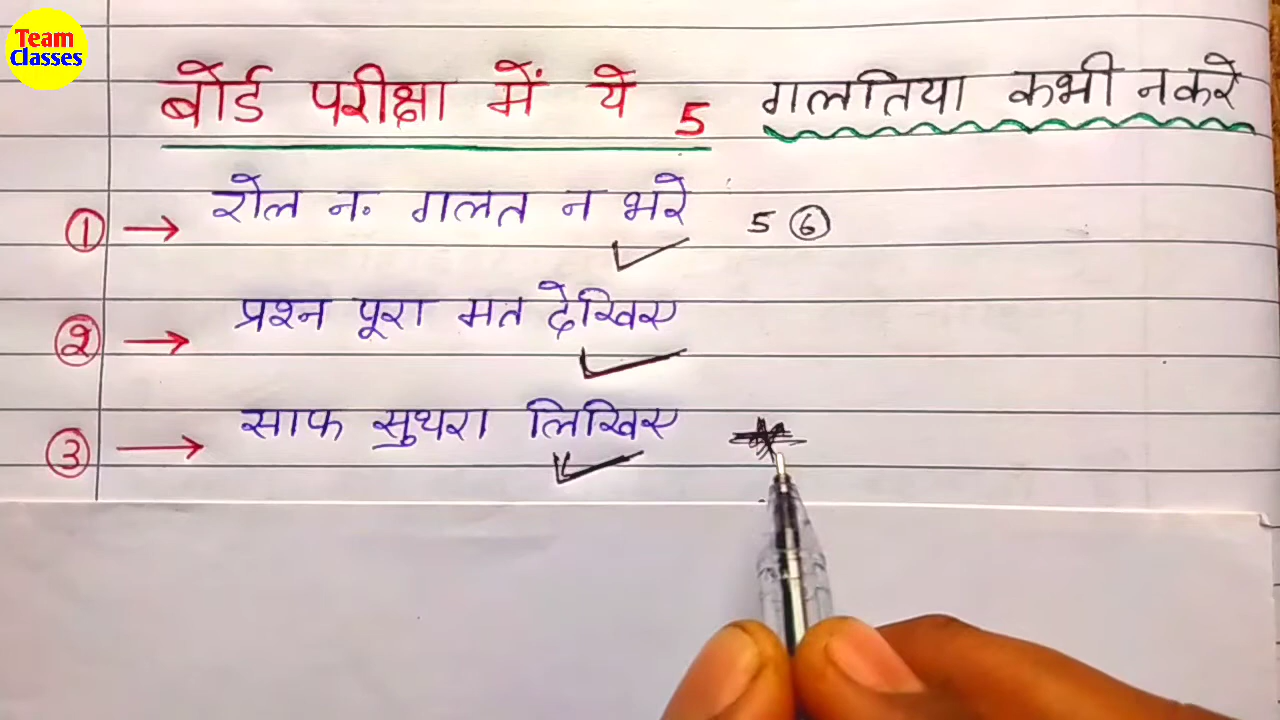 Team
Classes
बोर्ड परीक्षा में ये 5 गलतिया कभी न करे
① → रोल न॰ गलत न भरे 5 ⑥
② → प्रश्न पूरा मत देखिए
③ → साफ सुथरा लिखिए